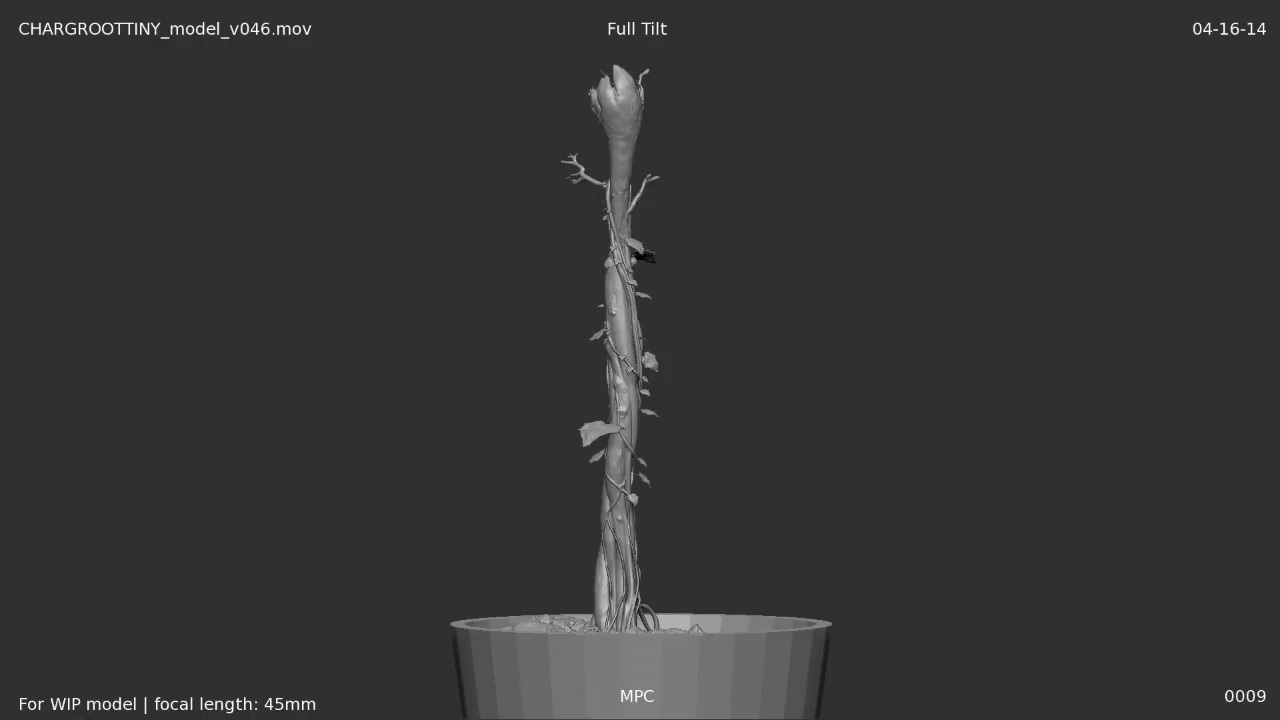 CHARGROOTTINY_model_v046.mov
Full Tilt
04-16-14
For WIP model | focal length: 45mm
MPC
0009